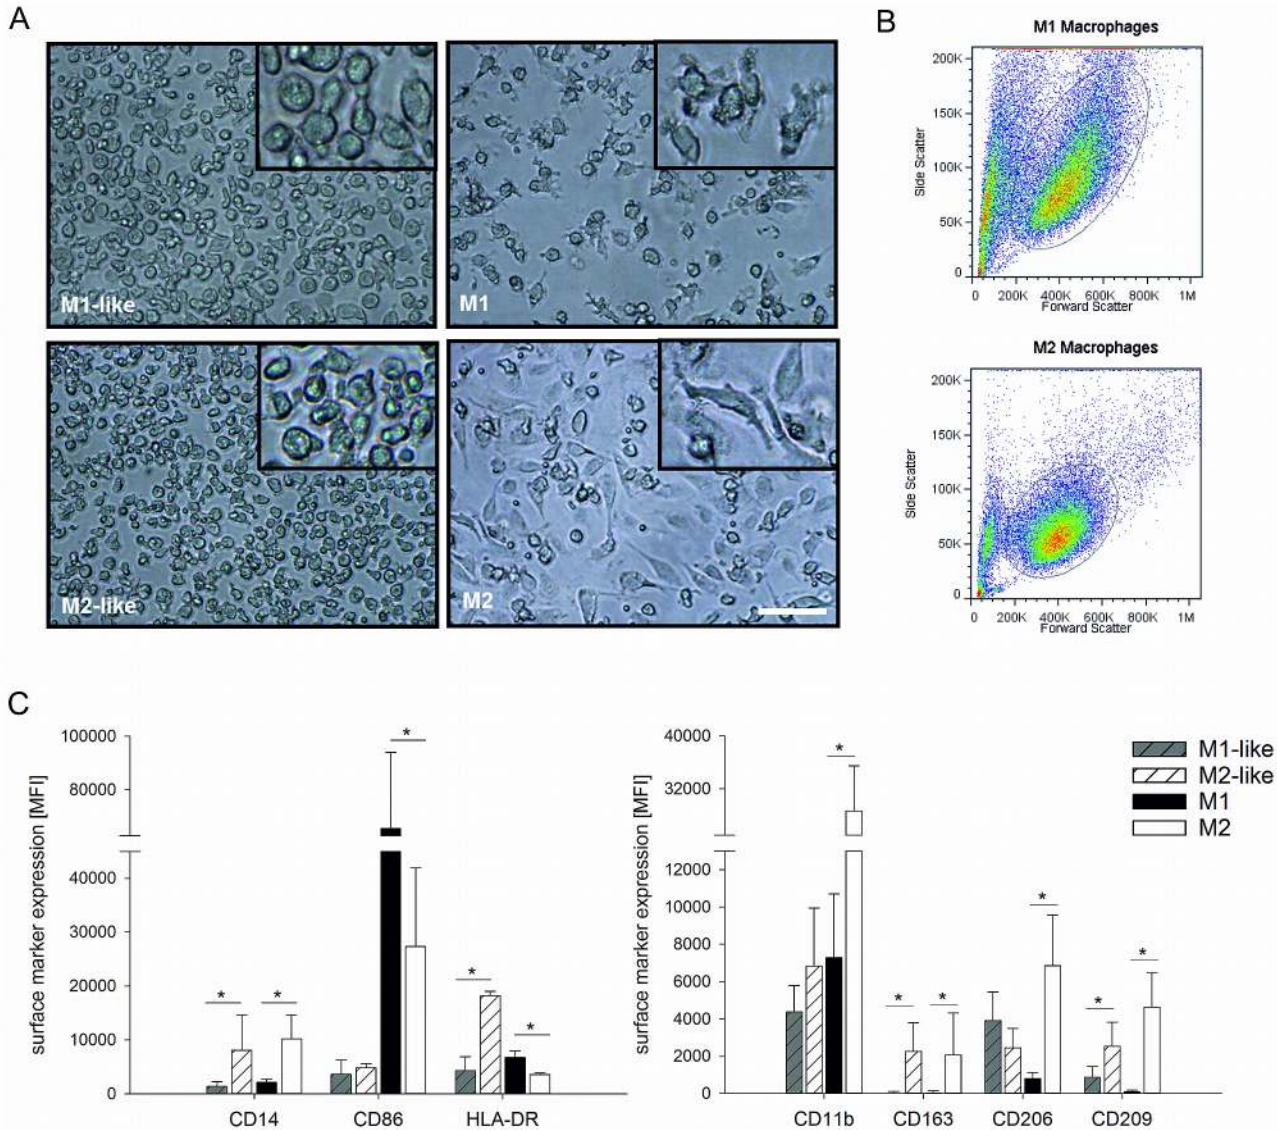 A
M1-like
M1
M2-like
M2
B
M1 Macrophages
200K
150K
100K
50K
0
Side Scatter
0 200K 400K 600K 800K 1M
Forward Scatter
M2 Macrophages
200K
150K
100K
50K
0
Side Scatter
0 200K 400K 600K 800K 1M
Forward Scatter
C
surface marker expression [MFI]
100000
80000
40000
30000
20000
10000
0
*
*
*
*
*
CD14 CD86 HLA-DR
surface marker expression [MFI]
40000
32000
12000
10000
8000
6000
4000
2000
0
*
*
*
*
*
*
CD11b CD163 CD206 CD209
M1-like
M2-like
M1
M2